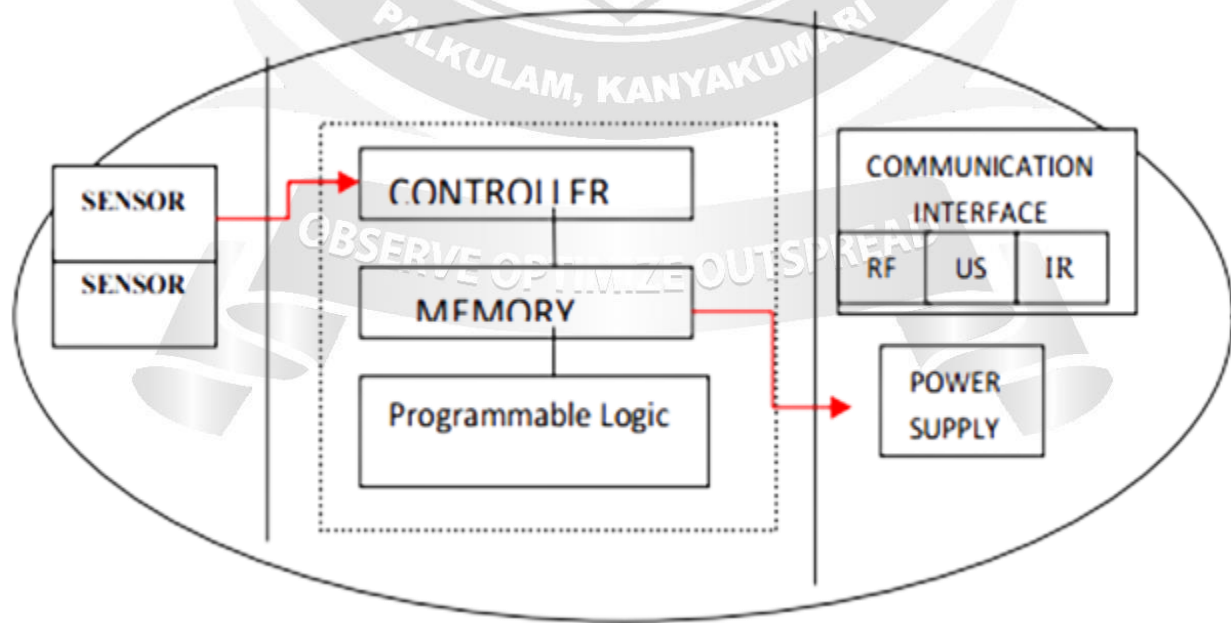 PALKULAM, KANYAKUMARI
OBSERVE OPTIMIZE OUTSPREAD
SENSOR
SENSOR
CONTROLLER
MEMORY
Programmable Logic
COMMUNICATION
INTERFACE
RF US IR
POWER
SUPPLY